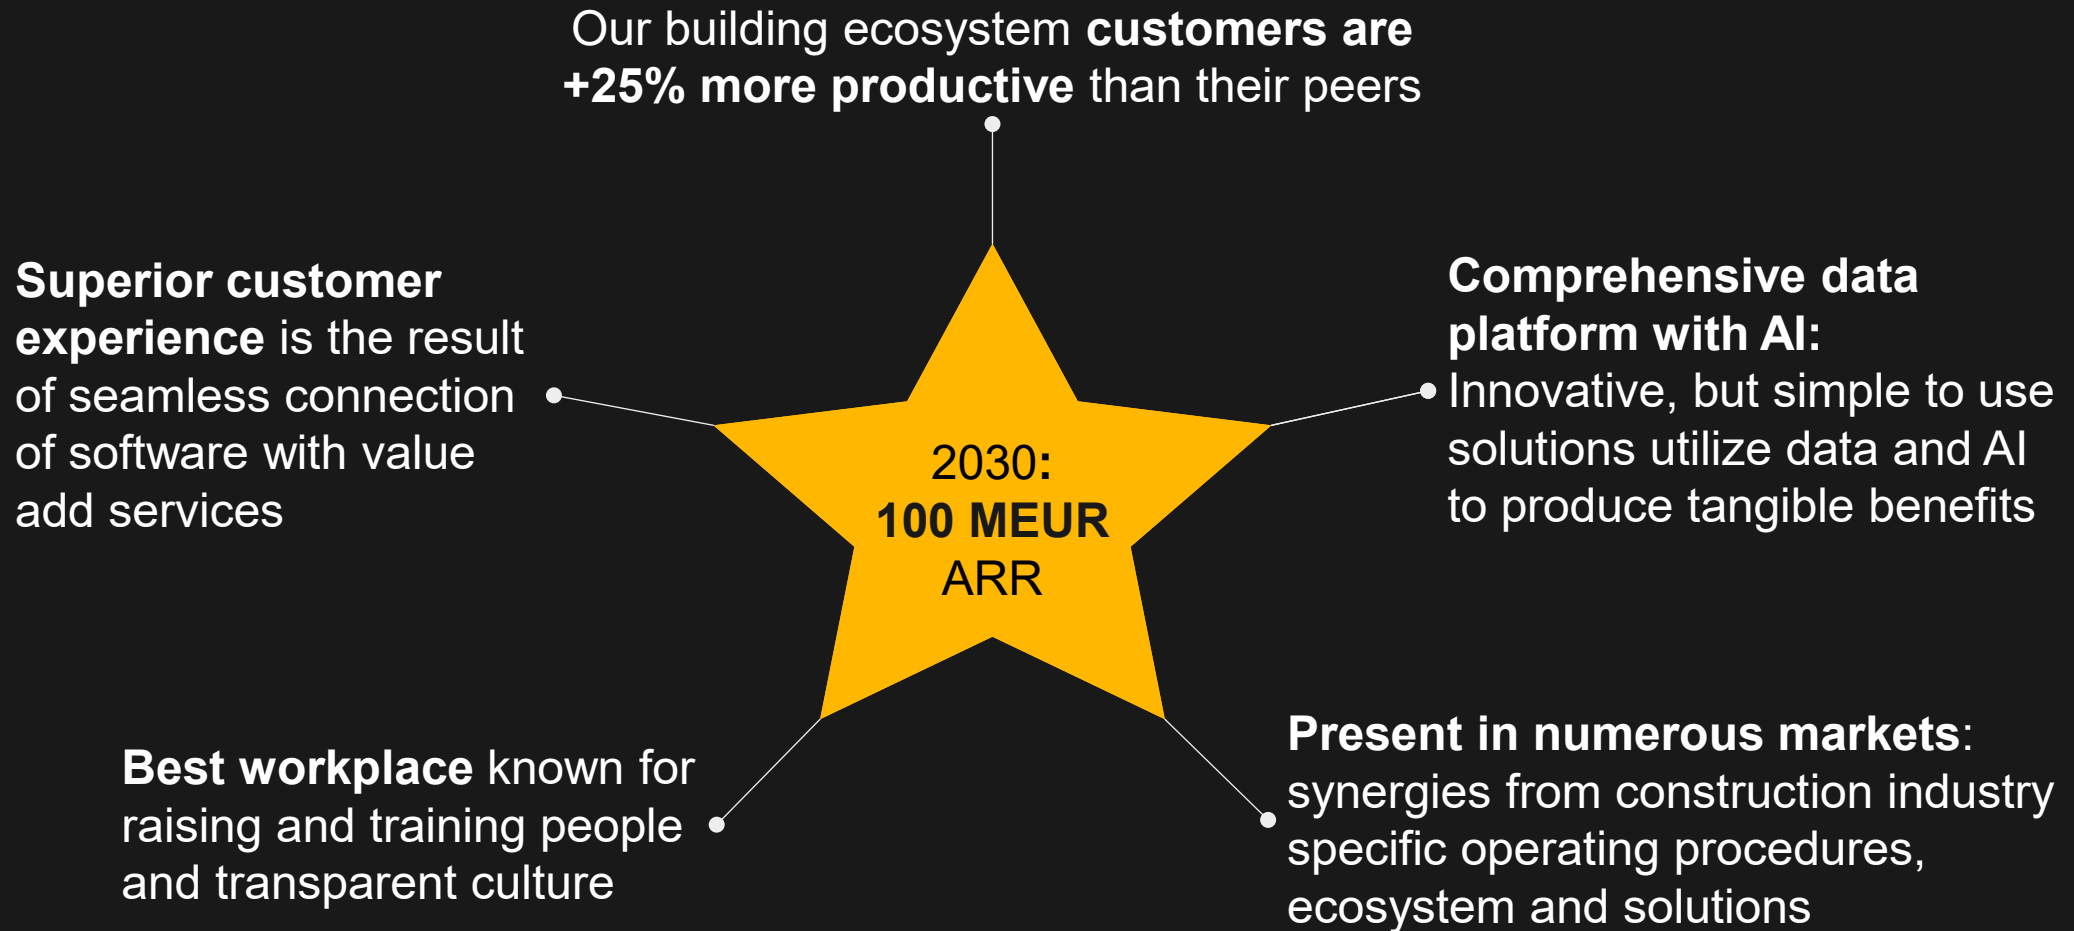 Our building ecosystem customers are
+25% more productive than their peers
Superior customer
experience is the result
of seamless connection
of software with value
add services
Comprehensive data
platform with AI:
Innovative, but simple to use
solutions utilize data and AI
to produce tangible benefits
2030:
100 MEUR
ARR
Best workplace known for
raising and training people
and transparent culture
Present in numerous markets:
synergies from construction industry
specific operating procedures,
ecosystem and solutions